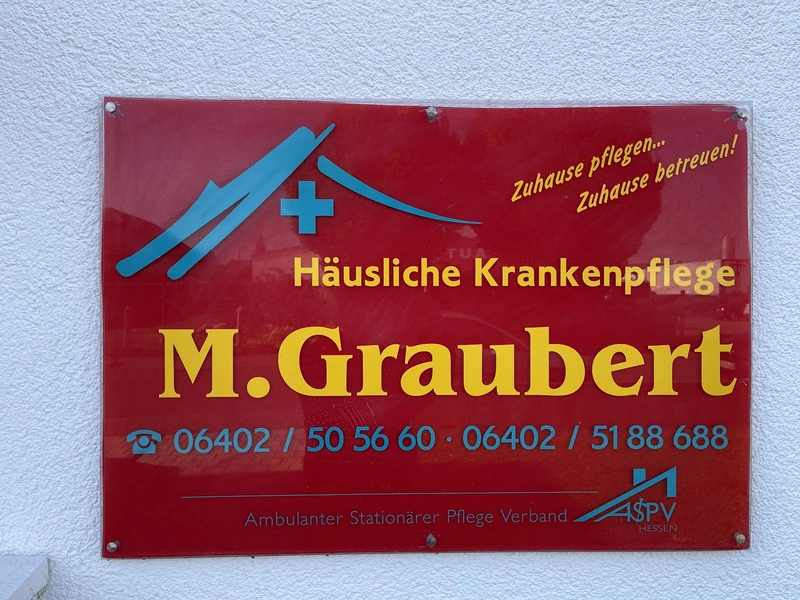 Zuhause pflegen...
Zuhause betreuen!
Häusliche Krankenpflege
M.Graubert
☎ 06402 / 50 56 60 · 06402 / 51 88 688
Ambulanter Stationärer Pflege Verband ASPV
HESSEN